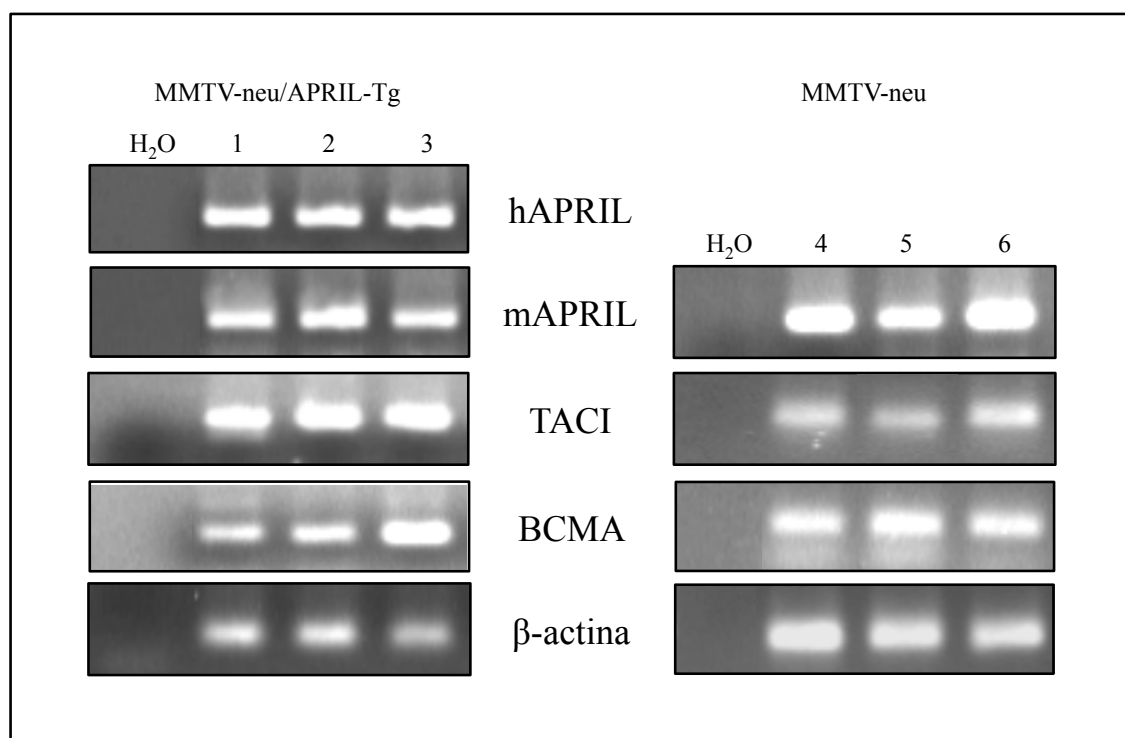 MMTV-neu/APRIL-Tg
MMTV-neu
H₂O 1 2 3
hAPRIL
H₂O 4 5 6
mAPRIL
TACI
BCMA
β-actina